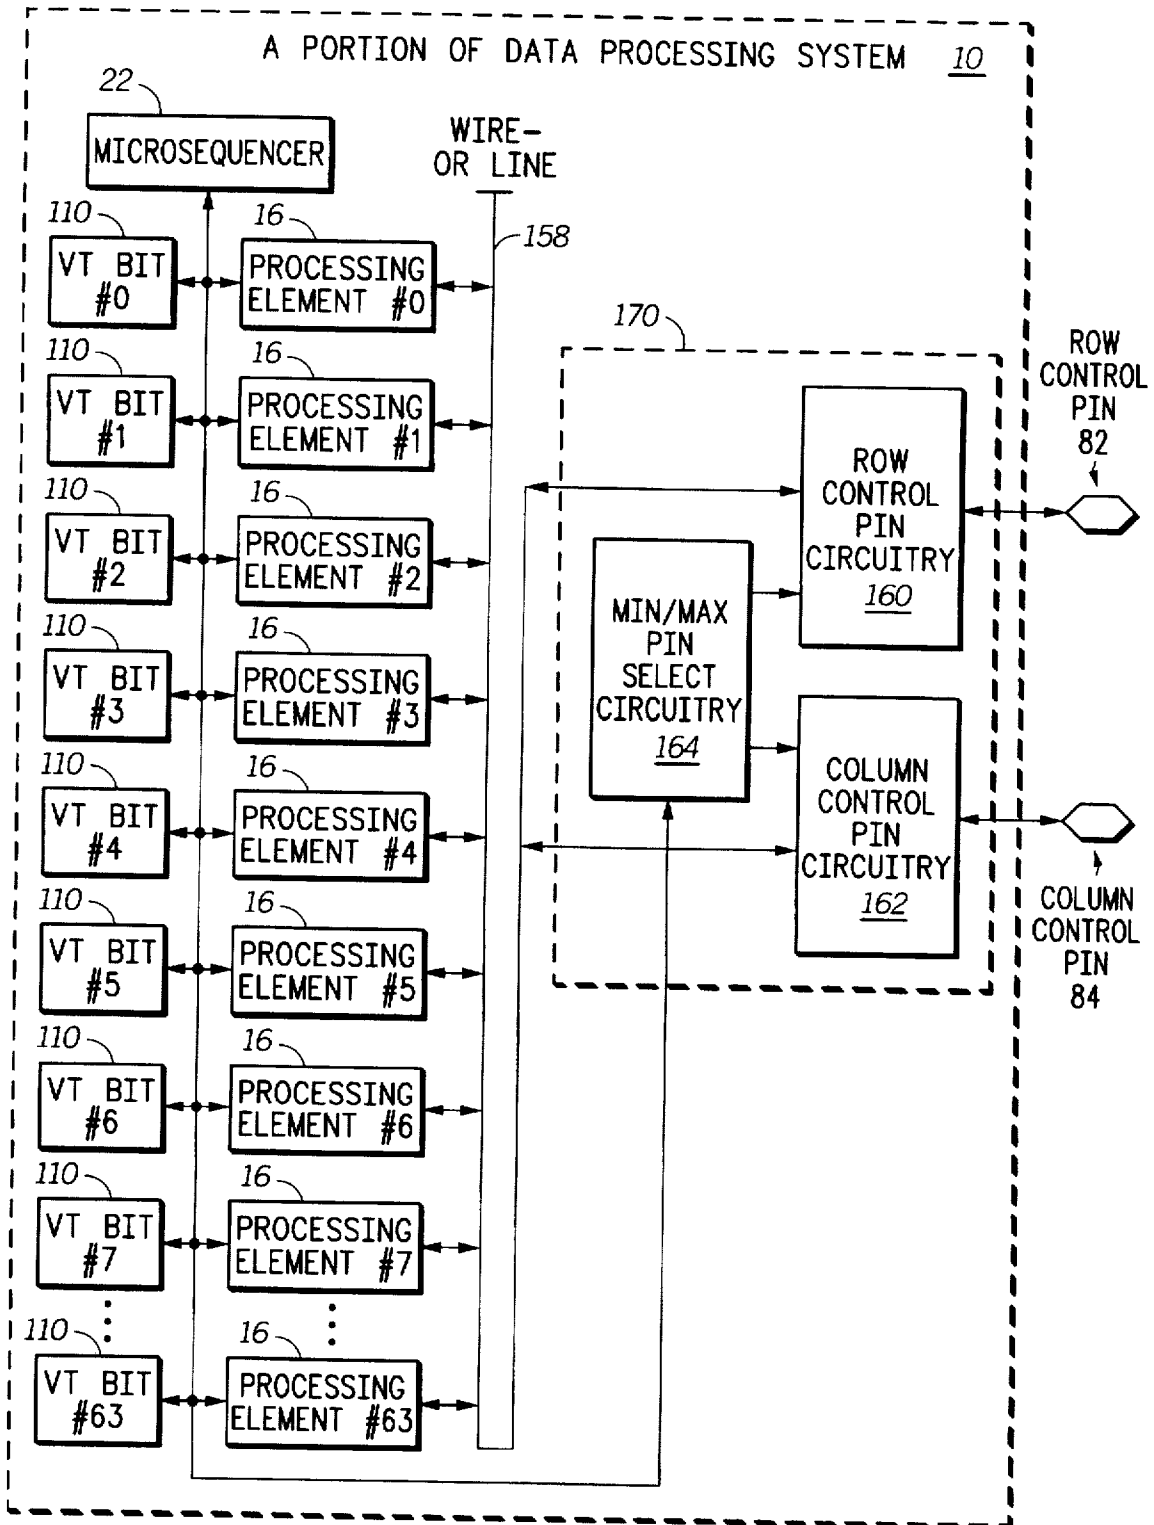 A PORTION OF DATA PROCESSING SYSTEM 10
22
MICROSEQUENCER
WIRE-
OR LINE
158
110
VT BIT
#0
16
PROCESSING
ELEMENT #0
110
VT BIT
#1
16
PROCESSING
ELEMENT #1
110
VT BIT
#2
16
PROCESSING
ELEMENT #2
110
VT BIT
#3
16
PROCESSING
ELEMENT #3
110
VT BIT
#4
16
PROCESSING
ELEMENT #4
110
VT BIT
#5
16
PROCESSING
ELEMENT #5
110
VT BIT
#6
16
PROCESSING
ELEMENT #6
110
VT BIT
#7
16
PROCESSING
ELEMENT #7
110
VT BIT
#63
16
PROCESSING
ELEMENT #63
170
MIN/MAX
PIN
SELECT
CIRCUITRY
164
ROW
CONTROL
PIN
CIRCUITRY
160
COLUMN
CONTROL
PIN
CIRCUITRY
162
ROW
CONTROL
PIN
82
COLUMN
CONTROL
PIN
84